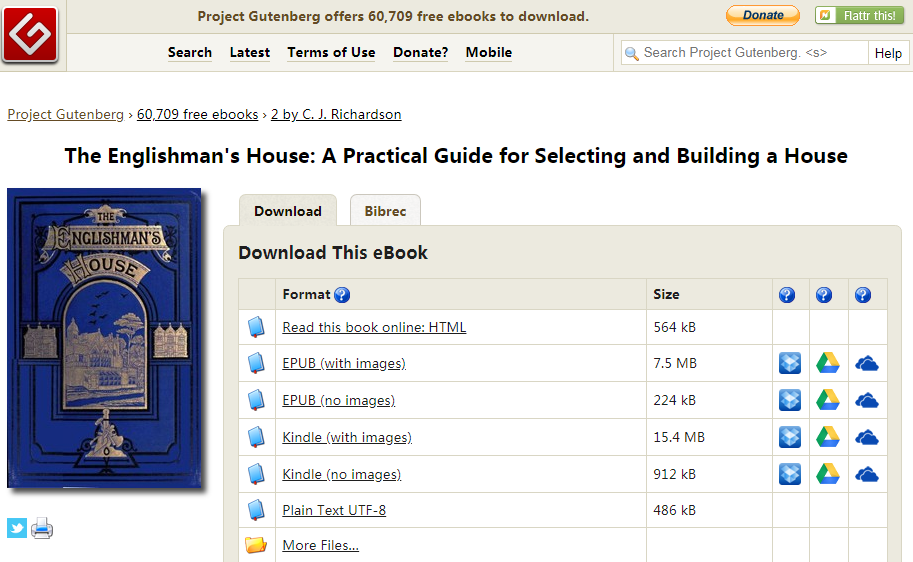 Project Gutenberg offers 60,709 free ebooks to download.
Donate
Flattr this!
Search Latest Terms of Use Donate? Mobile
Search Project Gutenberg. <s>
Help
Project Gutenberg › 60,709 free ebooks › 2 by C. J. Richardson
The Englishman's House: A Practical Guide for Selecting and Building a House
THE
ENGLISHMAN'S
HOUSE
Download Bibrec
Download This eBook
Format ? Size ? ? ?
Read this book online: HTML 564 kB
EPUB (with images) 7.5 MB
EPUB (no images) 224 kB
Kindle (with images) 15.4 MB
Kindle (no images) 912 kB
Plain Text UTF-8 486 kB
More Files...